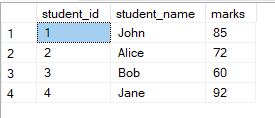 student_id student_name marks
1 1 John 85
2 2 Alice 72
3 3 Bob 60
4 4 Jane 92